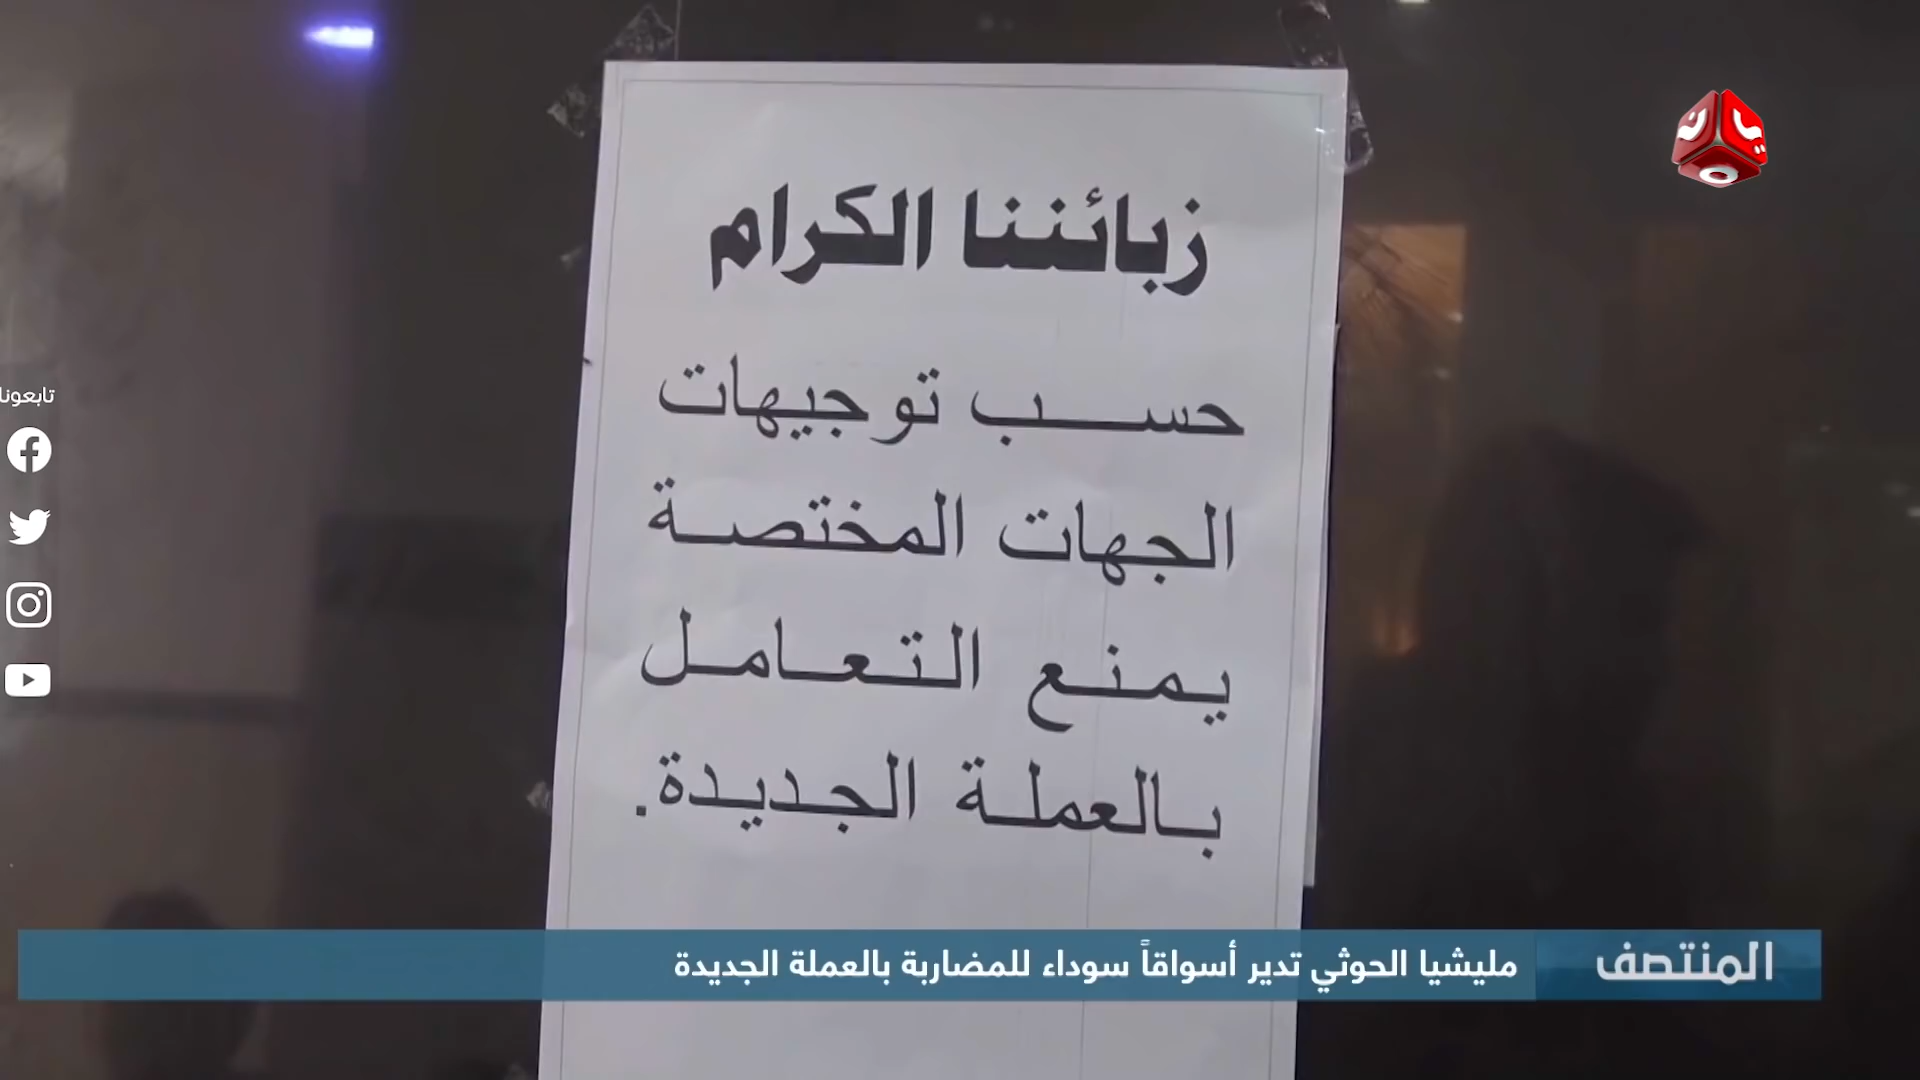 زبائننا الكرام
حسب توجيهات
الجهات المختصة
يمنع التعامل
بالعملة الجديدة.
تابعونا
المنتصف
مليشيا الحوثي تدير أسواقاً سوداء للمضاربة بالعملة الجديدة